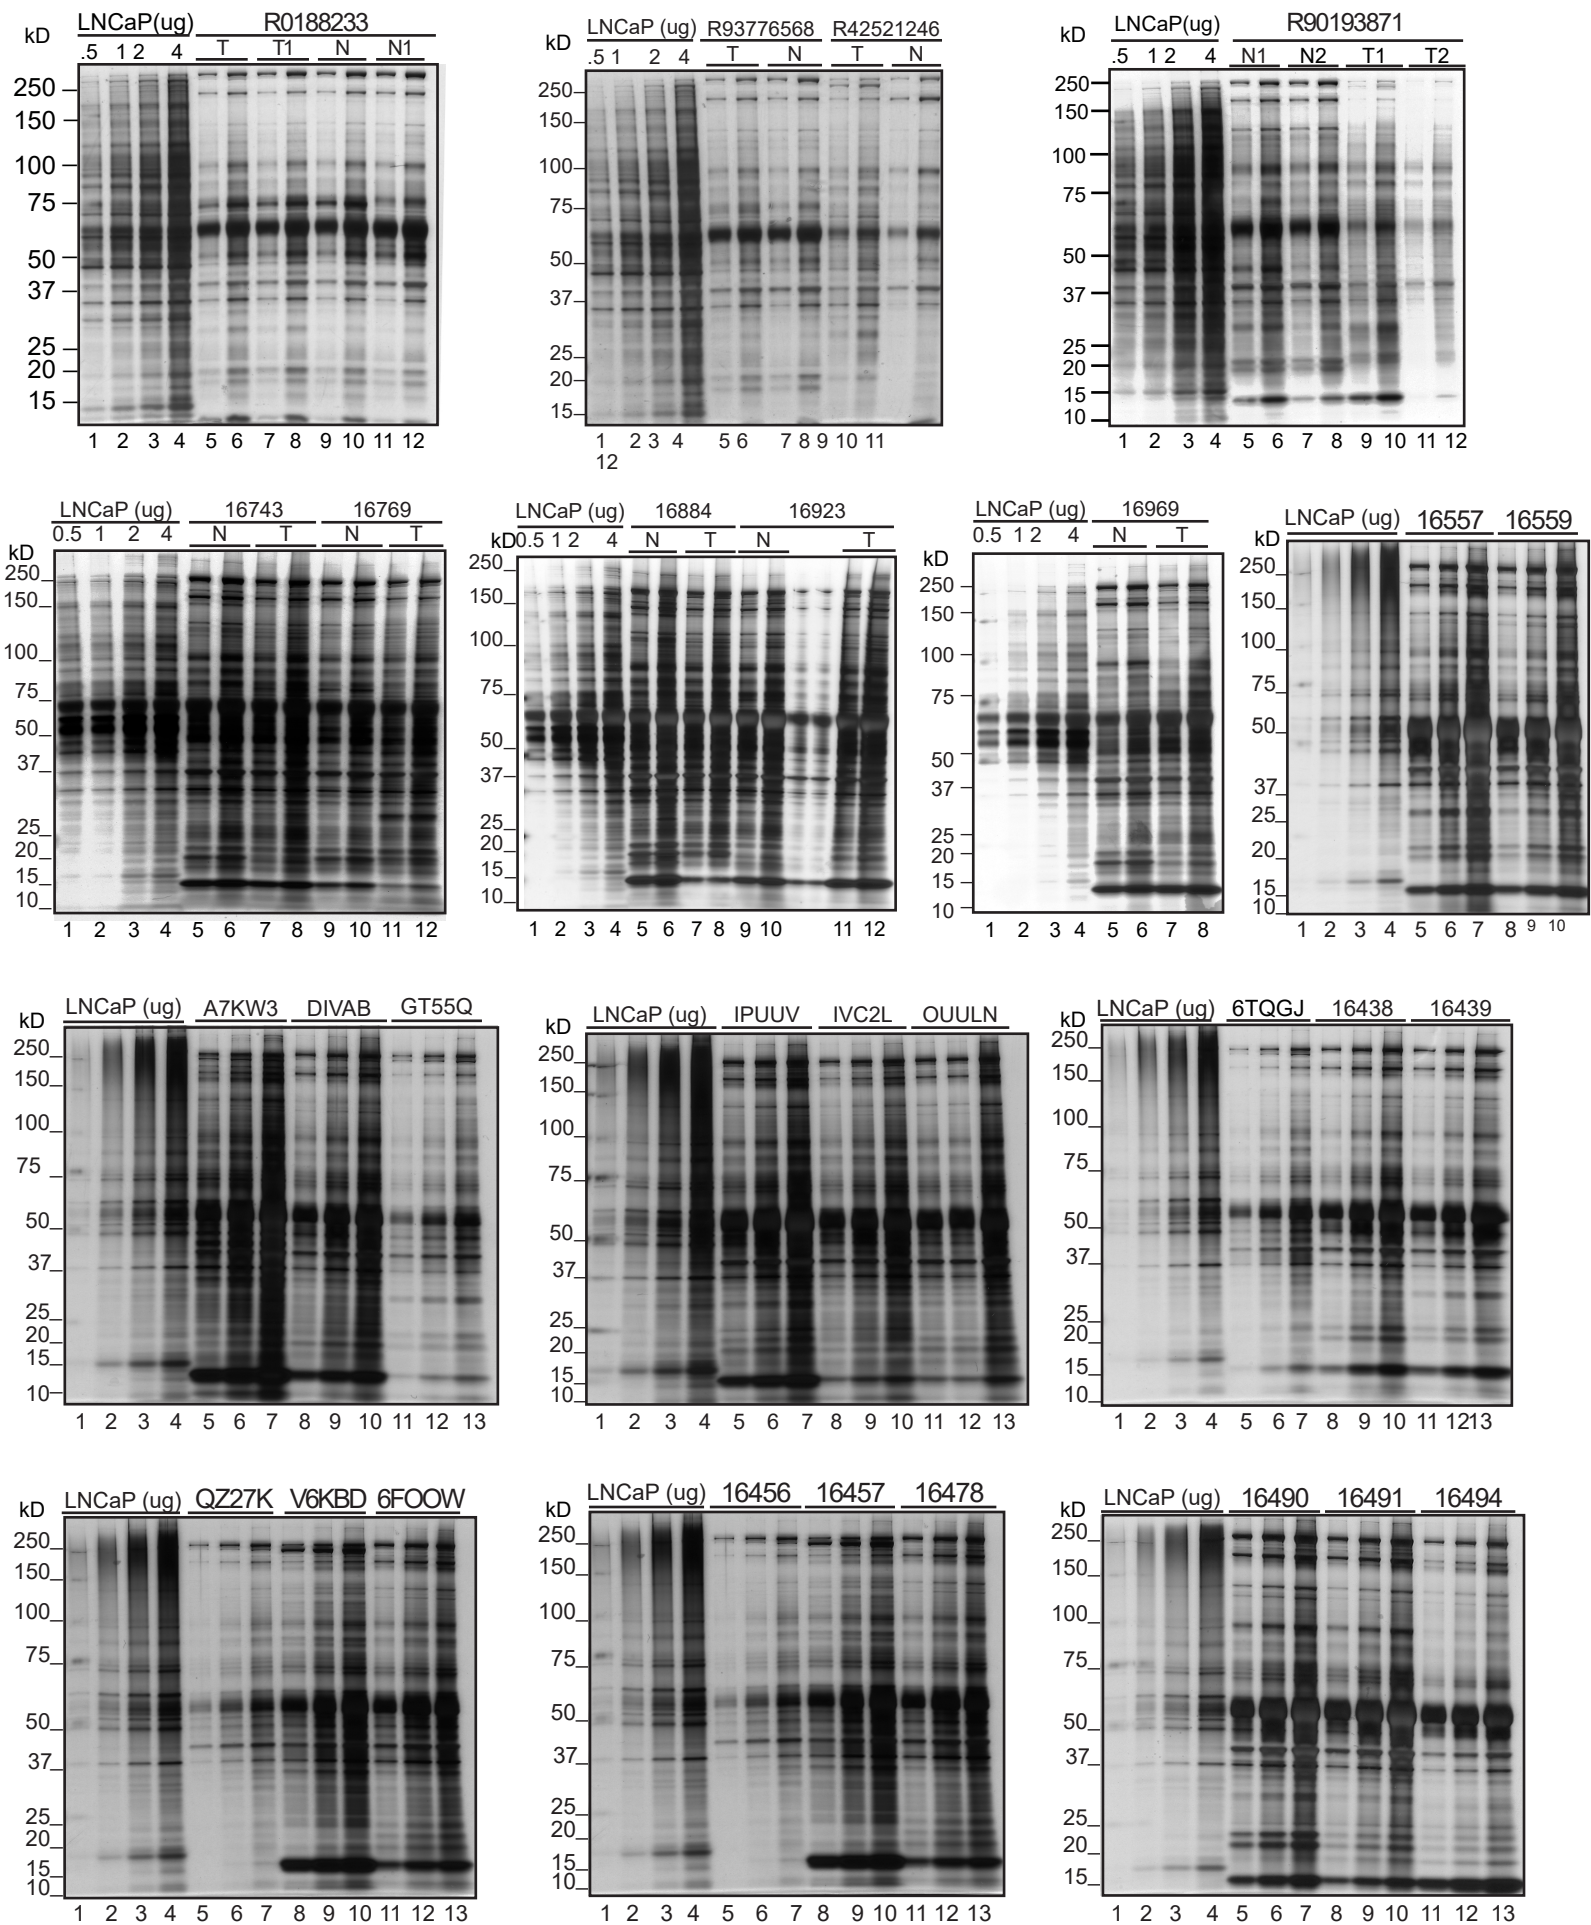 LNCaP(ug) R0188233
kD
.5 1 2 4 T T1 N N1
250
150
100
75
50
37
25
20
15
1 2 3 4 5 6 7 8 9 10 11 12
LNCaP (ug) R93776568 R42521246
kD
.5 1 2 4 T N T N
250
150
100
75
50
37
25
20
15
1 2 3 4 5 6 7 8 9 10 11
12
LNCaP(ug) R90193871
kD
.5 1 2 4 N1 N2 T1 T2
250
150
100
75
50
37
25
20
15
10
1 2 3 4 5 6 7 8 9 10 11 12
LNCaP (ug) 16743 16769
0.5 1 2 4 N T N T
kD
250
150
100
75
50
37
25
20
15
10
1 2 3 4 5 6 7 8 9 10 11 12
LNCaP (ug) 16884 16923
kD 0.5 1 2 4 N T N T
250
150
100
75
50
37
25
20
15
10
1 2 3 4 5 6 7 8 9 10 11 12
LNCaP (ug) 16969
0.5 1 2 4 N T
kD
250
150
100
75
50
37
25
20
15
10
1 2 3 4 5 6 7 8
LNCaP (ug) 16557 16559
kD
250
150
100
75
50
37
25
20
15
10
1 2 3 4 5 6 7 8 9 10
LNCaP (ug) A7KW3 DIVAB GT55Q
kD
250
150
100
75
50
37
25
20
15
10
1 2 3 4 5 6 7 8 9 10 11 12 13
LNCaP (ug) IPUUV IVC2L OUULN
kD
250
150
100
75
50
37
25
20
15
10
1 2 3 4 5 6 7 8 9 10 11 12 13
LNCaP (ug) 6TQGJ 16438 16439
kD
250
150
100
75
50
37
25
20
15
10
1 2 3 4 5 6 7 8 9 10 11 12 13
LNCaP (ug) QZ27K V6KBD 6FOOW
kD
250
150
100
75
50
37
25
20
15
10
1 2 3 4 5 6 7 8 9 10 11 12 13
LNCaP (ug) 16456 16457 16478
kD
250
150
100
75
50
37
25
20
15
10
1 2 3 4 5 6 7 8 9 10 11 12 13
LNCaP (ug) 16490 16491 16494
kD
250
150
100
75
50
37
25
20
15
1 2 3 4 5 6 7 8 9 10 11 12 13